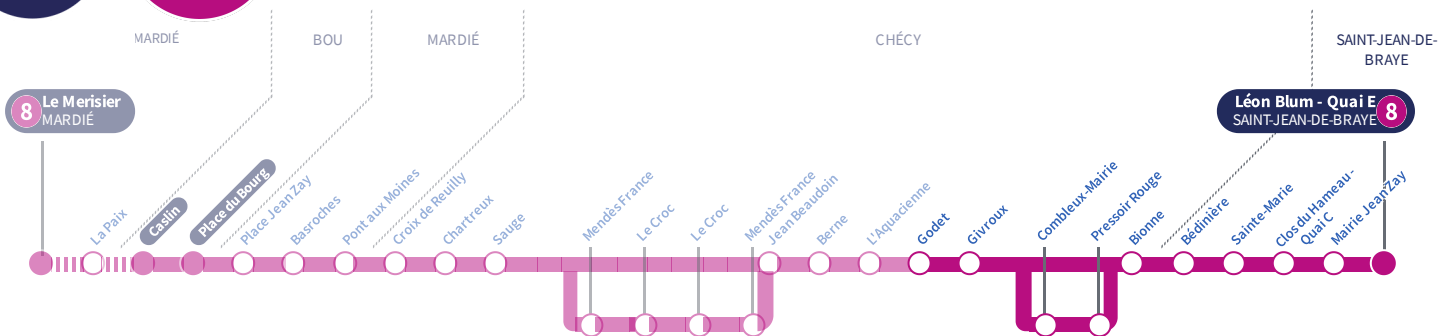 MARDIÉ
BOU
MARDIÉ
CHÉCY
SAINT-JEAN-DE-
BRAYE
8
Le Merisier
MARDIÉ
Léon Blum - Quai E
SAINT-JEAN-DE-BRAYE
8
La Paix
Caslin
Place du Bourg
Place Jean Zay
Basroches
Pont aux Moines
Croix de Reuilly
Chartreux
Sauge
Mendès France
Le Croc
Le Croc
Mendès France
Jean Beaudoin
Berne
L'Aquacienne
Godet
Givroux
Combleux-Mairie
Pressoir Rouge
Bionne
Bédinière
Sainte-Marie
Clos du Hameau-
Quai C
Mairie Jean Zay